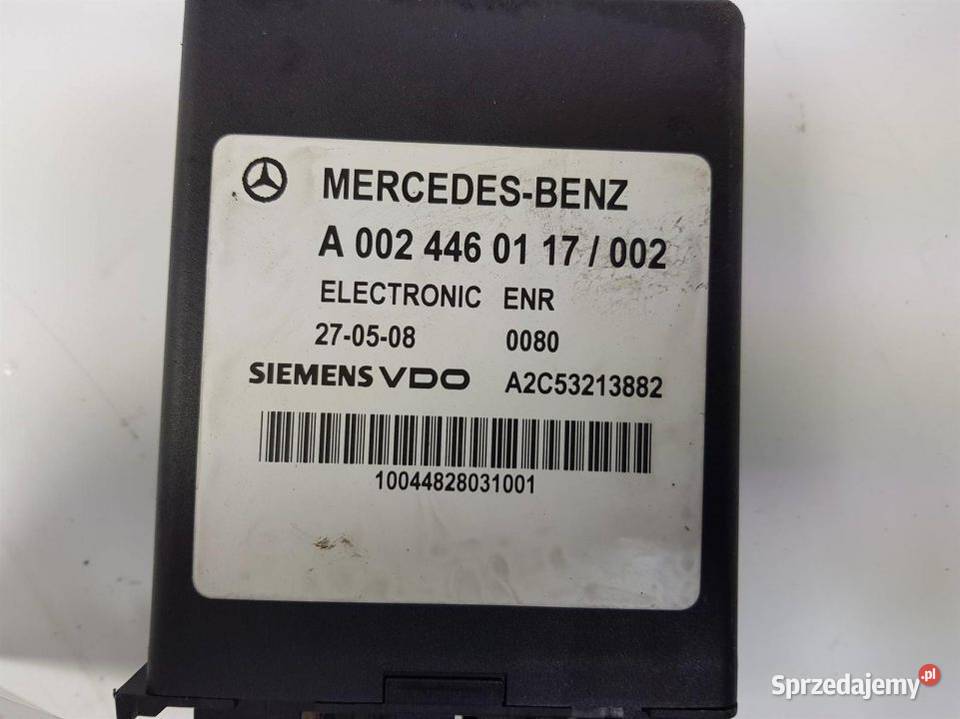 MERCEDES-BENZ
A 002 446 01 17 / 002
ELECTRONIC ENR
27-05-08 0080
SIEMENS VDO A2C53213882
10044828031001
Sprzedajemy.pl